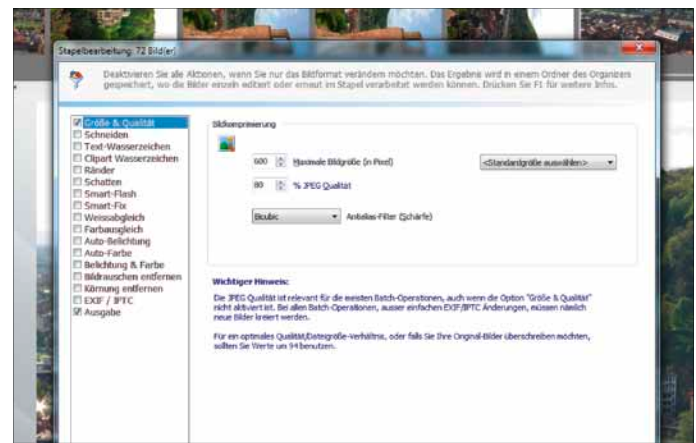 Stapelbearbeitung: 72 Bild(er)
Deaktivieren Sie alle Aktionen, wenn Sie nur das Bildformat verändern möchten. Das Ergebnis wird in einem Ordner des Organizers
gespeichert, wo die Bilder einzeln editiert oder erneut im Stapel verarbeitet werden können. Drücken Sie F1 für weitere Infos.
Größe & Qualität
Schneiden
Text-Wasserzeichen
Clipart Wasserzeichen
Ränder
Schatten
Smart-Flash
Smart-Fix
Weissabgleich
Farbausgleich
Auto-Belichtung
Auto-Farbe
Belichtung & Farbe
Bildrauschen entfernen
Körnung entfernen
EXIF / IPTC
Ausgabe
Bildkomprimierung
600 Maximale Bildgröße (in Pixel) <Standardgröße auswählen>
80 % JPEG Qualität
Bicubic Antialias-Filter (Schärfe)
Wichtiger Hinweis:
Die JPEG Qualität ist relevant für die meisten Batch-Operationen, auch wenn die Option "Größe & Qualität"
nicht aktiviert ist. Bei allen Batch-Operationen, ausser einfachen EXIF/IPTC Änderungen, müssen nämlich
neue Bilder kreiert werden.
Für ein optimales Qualität/Dateigröße-Verhältnis, oder falls Sie Ihre Original-Bilder überschreiben möchten,
sollten Sie Werte um 94 benutzen.